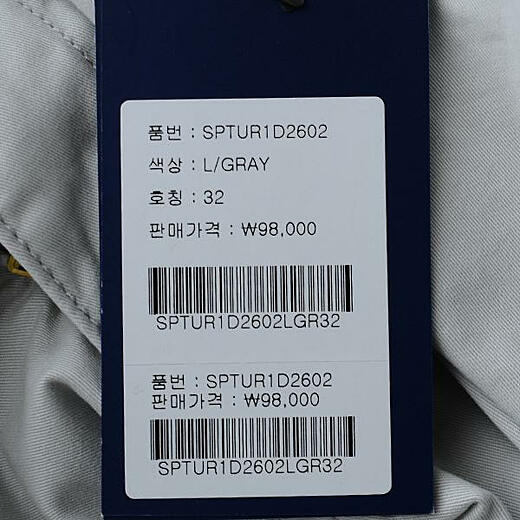 품번 : SPTUR1D2602
색상 : L/GRAY
호칭 : 32
판매가격 : ₩98,000
SPTUR1D2602LGR32
품번 : SPTUR1D2602
판매가격 : ₩98,000
SPTUR1D2602LGR32